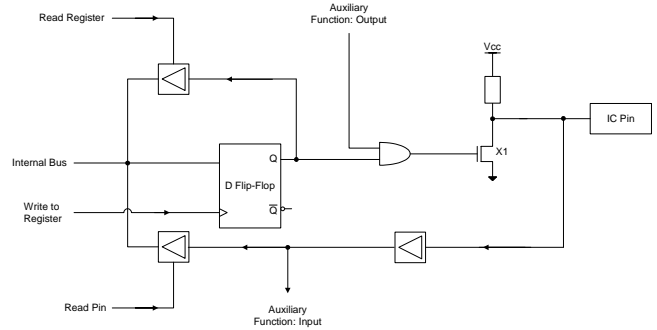 Read Register
Auxiliary
Function: Output
Vcc
IC Pin
X1
Internal Bus
Q
D Flip-Flop
Q
Write to
Register
Read Pin
Auxiliary
Function: Input